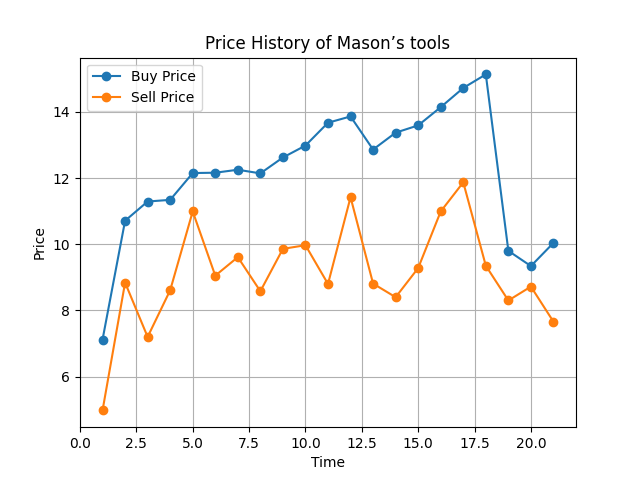 Price History of Mason’s tools
Buy Price
Sell Price
14
12
10
8
6
Price
0.0 2.5 5.0 7.5 10.0 12.5 15.0 17.5 20.0
Time